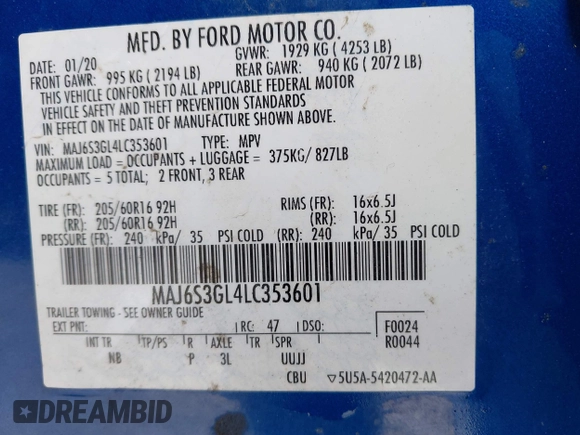 MFD. BY FORD MOTOR CO.
DATE: 01/20 GVWR: 1929 KG ( 4253 LB)
FRONT GAWR: 995 KG ( 2194 LB) REAR GAWR: 940 KG ( 2072 LB)
THIS VEHICLE CONFORMS TO ALL APPLICABLE FEDERAL MOTOR
VEHICLE SAFETY AND THEFT PREVENTION STANDARDS
IN EFFECT ON THE DATE OF MANUFACTURE SHOWN ABOVE.
VIN: MAJ6S3GL4LC353601 TYPE: MPV
MAXIMUM LOAD = OCCUPANTS + LUGGAGE = 375KG/ 827LB
OCCUPANTS = 5 TOTAL; 2 FRONT, 3 REAR
TIRE (FR): 205/60R16 92H RIMS (FR): 16x6.5J
(RR): 205/60R16 92H (RR): 16x6.5J
PRESSURE (FR): 240 kPa/ 35 PSI COLD (RR): 240 kPa/ 35 PSI COLD
MAJ6S3GL4LC353601
TRAILER TOWING - SEE OWNER GUIDE
EXT PNT: RC: 47 DSO: F0024
INT TR TP/PS R AXLE TR SPR R0044
NB P 3L UUJJ
CBU ▽5U5A-5420472-AA
DREAMBID